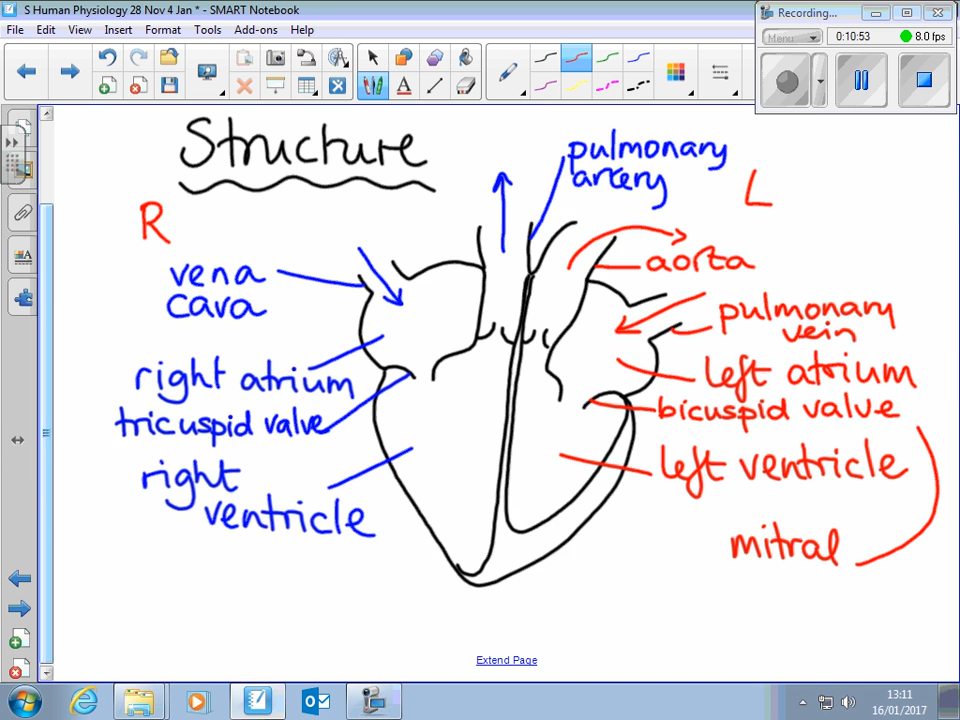 S Human Physiology 28 Nov 4 Jan * - SMART Notebook
File Edit View Insert Format Tools Add-ons Help
Recording...
Menu 0:10:53 8.0 fps
Structure
R
L
pulmonary
artery
vena
cava
aorta
pulmonary
vein
right atrium
left atrium
tricuspid valve
bicuspid valve
right
ventricle
left ventricle
mitral
Extend Page
13:11
16/01/2017